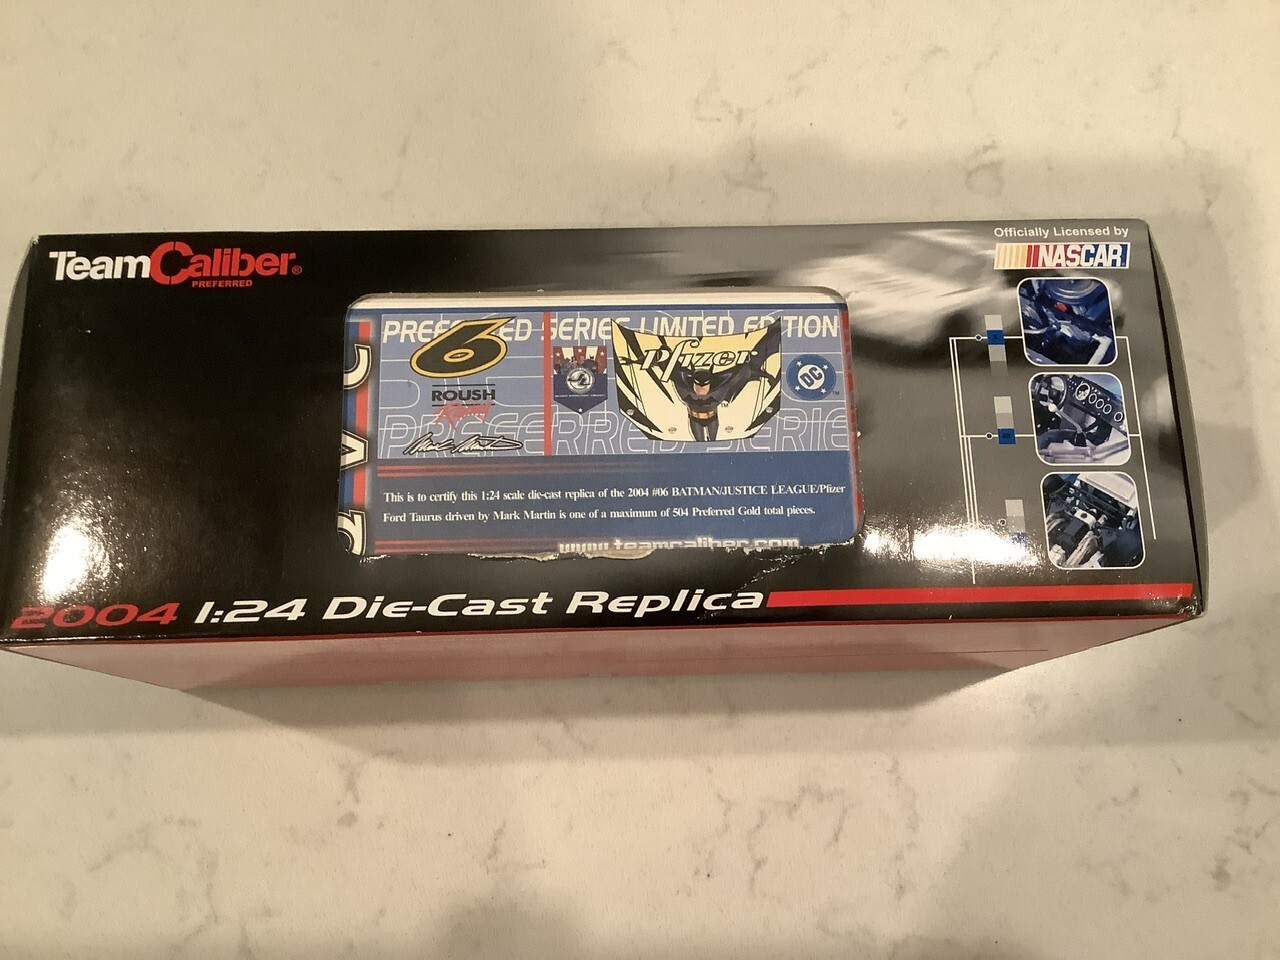 TeamCaliber®
PREFERRED
Officially Licensed by
NASCAR
PREFERRED SERIES LIMITED EDITION
6
ROUSH
Racing
Pfizer
DC
PREFERRED SERIE
This is to certify this 1:24 scale die-cast replica of the 2004 #06 BATMAN/JUSTICE LEAGUE/Pfizer
Ford Taurus driven by Mark Martin is one of a maximum of 504 Preferred Gold total pieces.
www.teamcaliber.com
2004 1:24 Die-Cast Replica